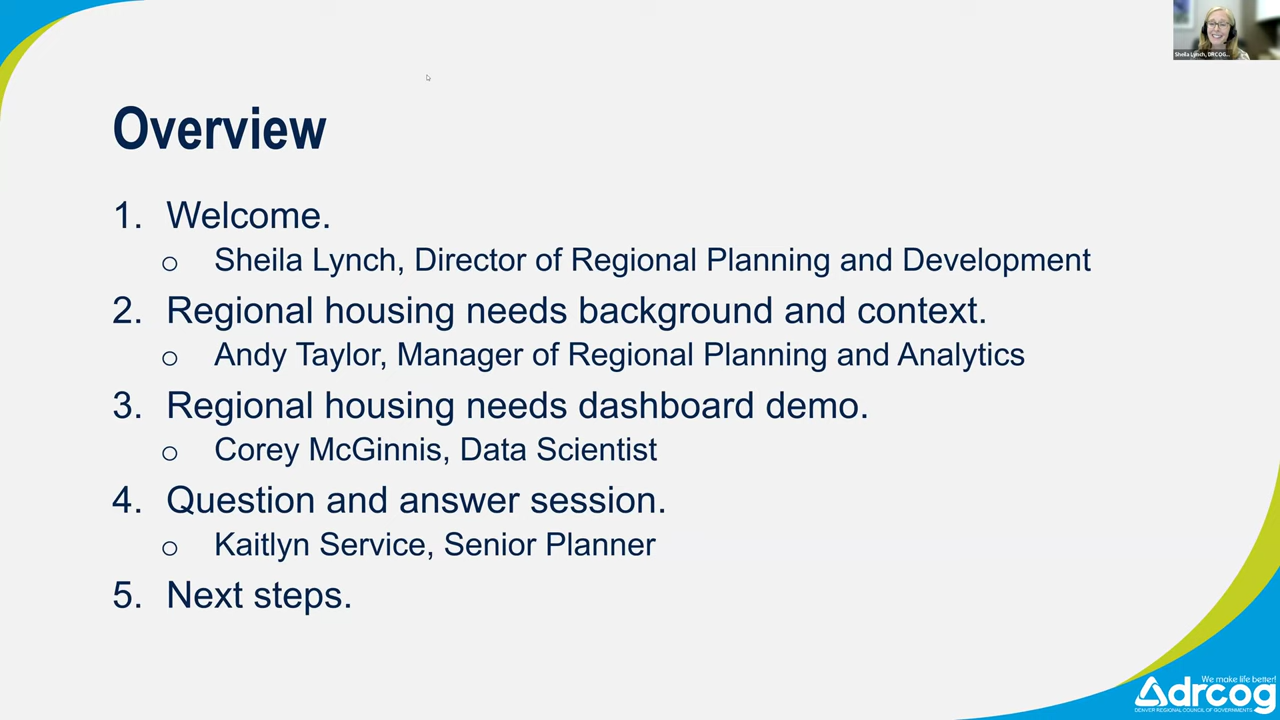 Sheila Lynch, DRCOG...
Overview
1. Welcome.
o Sheila Lynch, Director of Regional Planning and Development
2. Regional housing needs background and context.
o Andy Taylor, Manager of Regional Planning and Analytics
3. Regional housing needs dashboard demo.
o Corey McGinnis, Data Scientist
4. Question and answer session.
o Kaitlyn Service, Senior Planner
5. Next steps.
We make life better!
drcog
DENVER REGIONAL COUNCIL OF GOVERNMENTS